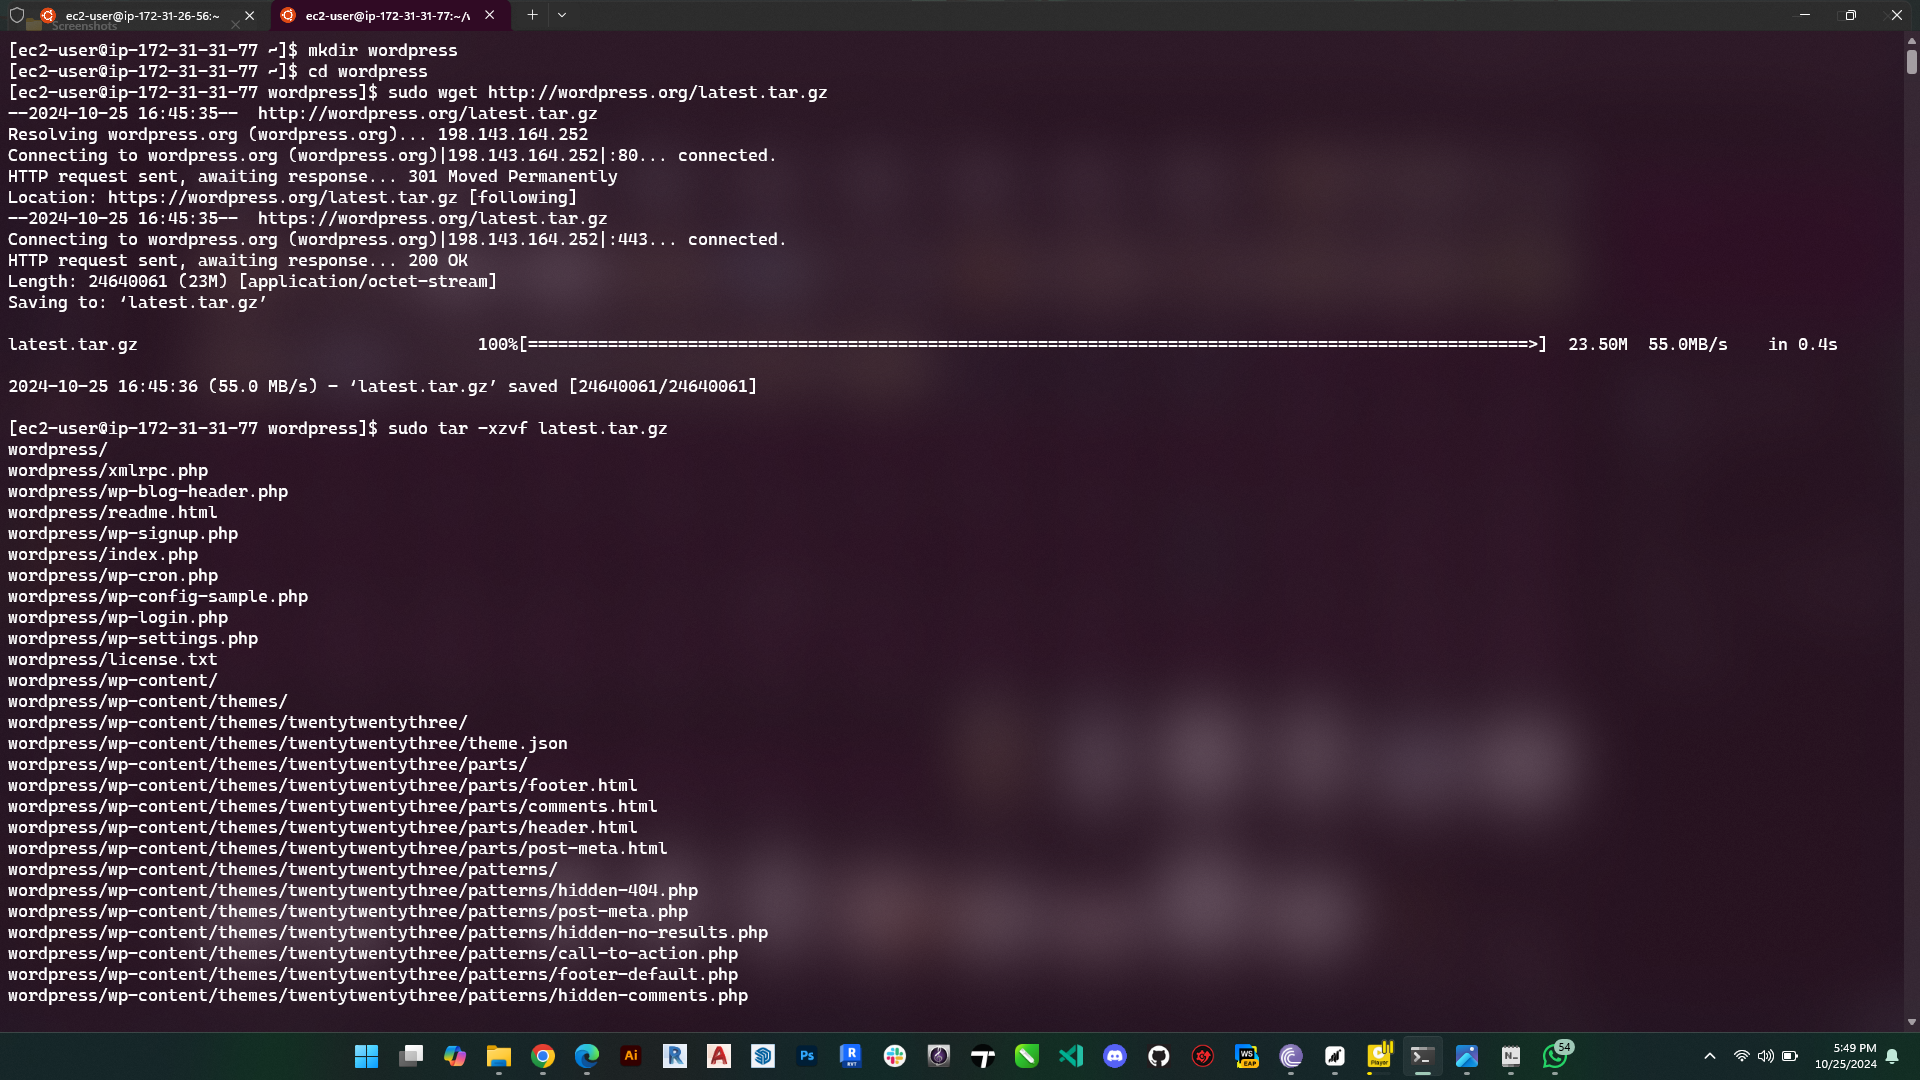 ec2-user@ip-172-31-26-56:~
ec2-user@ip-172-31-31-77:~/v
Screenshots
[ec2-user@ip-172-31-31-77 ~]$ mkdir wordpress
[ec2-user@ip-172-31-31-77 ~]$ cd wordpress
[ec2-user@ip-172-31-31-77 wordpress]$ sudo wget http://wordpress.org/latest.tar.gz
--2024-10-25 16:45:35--  http://wordpress.org/latest.tar.gz
Resolving wordpress.org (wordpress.org)... 198.143.164.252
Connecting to wordpress.org (wordpress.org)|198.143.164.252|:80... connected.
HTTP request sent, awaiting response... 301 Moved Permanently
Location: https://wordpress.org/latest.tar.gz [following]
--2024-10-25 16:45:35--  https://wordpress.org/latest.tar.gz
Connecting to wordpress.org (wordpress.org)|198.143.164.252|:443... connected.
HTTP request sent, awaiting response... 200 OK
Length: 24640061 (23M) [application/octet-stream]
Saving to: ‘latest.tar.gz’
latest.tar.gz 100%[====================================================================================================>] 23.50M 55.0MB/s in 0.4s
2024-10-25 16:45:36 (55.0 MB/s) - ‘latest.tar.gz’ saved [24640061/24640061]
[ec2-user@ip-172-31-31-77 wordpress]$ sudo tar -xzvf latest.tar.gz
wordpress/
wordpress/xmlrpc.php
wordpress/wp-blog-header.php
wordpress/readme.html
wordpress/wp-signup.php
wordpress/index.php
wordpress/wp-cron.php
wordpress/wp-config-sample.php
wordpress/wp-login.php
wordpress/wp-settings.php
wordpress/license.txt
wordpress/wp-content/
wordpress/wp-content/themes/
wordpress/wp-content/themes/twentytwentythree/
wordpress/wp-content/themes/twentytwentythree/theme.json
wordpress/wp-content/themes/twentytwentythree/parts/
wordpress/wp-content/themes/twentytwentythree/parts/footer.html
wordpress/wp-content/themes/twentytwentythree/parts/comments.html
wordpress/wp-content/themes/twentytwentythree/parts/header.html
wordpress/wp-content/themes/twentytwentythree/parts/post-meta.html
wordpress/wp-content/themes/twentytwentythree/patterns/
wordpress/wp-content/themes/twentytwentythree/patterns/hidden-404.php
wordpress/wp-content/themes/twentytwentythree/patterns/post-meta.php
wordpress/wp-content/themes/twentytwentythree/patterns/hidden-no-results.php
wordpress/wp-content/themes/twentytwentythree/patterns/call-to-action.php
wordpress/wp-content/themes/twentytwentythree/patterns/footer-default.php
wordpress/wp-content/themes/twentytwentythree/patterns/hidden-comments.php
Ai R A Ps R RVT WS EAP Player N 54
5:49 PM
10/25/2024